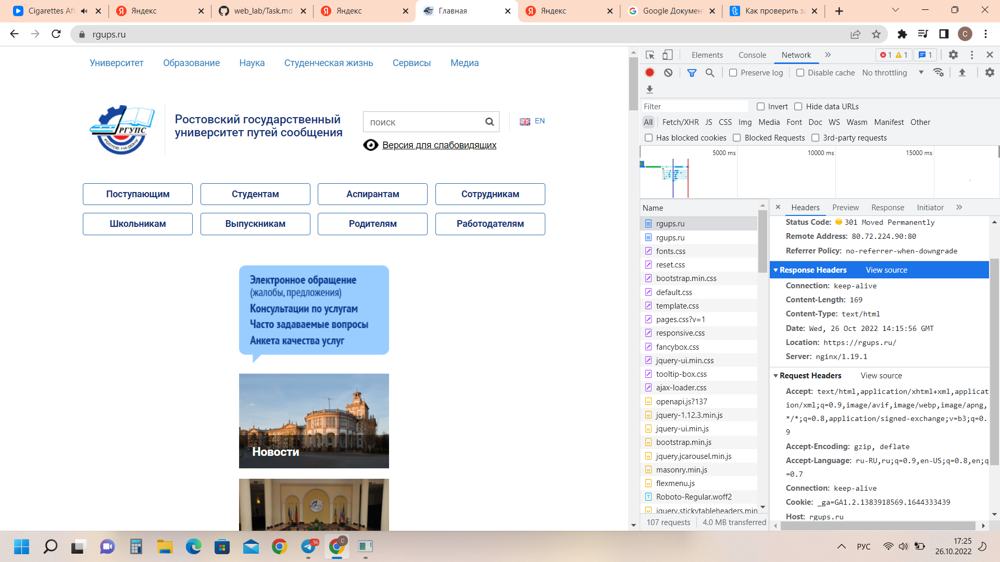 Cigarettes Aft
Яндекс
web_lab/Task.md
Яндекс
Главная
Яндекс
Google Документ
Как проверить за
rgups.ru
C
Университет
Образование
Наука
Студенческая жизнь
Сервисы
Медиа
РГУПС
РОСТОВ-НА-ДОНУ
Ростовский государственный
университет путей сообщения
поиск
EN
Версия для слабовидящих
Поступающим
Студентам
Аспирантам
Сотрудникам
Школьникам
Выпускникам
Родителям
Работодателям
Электронное обращение
(жалобы, предложения)
Консультации по услугам
Часто задаваемые вопросы
Анкета качества услуг
Новости
Elements
Console
Network
1
1
1
Preserve log
Disable cache
No throttling
Filter
Invert
Hide data URLs
All
Fetch/XHR
JS
CSS
Img
Media
Font
Doc
WS
Wasm
Manifest
Other
Has blocked cookies
Blocked Requests
3rd-party requests
5000 ms
10000 ms
15000 ms
Name
rgups.ru
rgups.ru
fonts.css
reset.css
bootstrap.min.css
default.css
template.css
pages.css?v=1
responsive.css
fancybox.css
jquery-ui.min.css
tooltip-box.css
ajax-loader.css
openapi.js?137
jquery-1.12.3.min.js
jquery-ui.min.js
bootstrap.min.js
jquery.jcarousel.min.js
masonry.min.js
flexmenu.js
Roboto-Regular.woff2
jquery.stickytableheaders.min
107 requests
4.0 MB transferred
Headers
Preview
Response
Initiator
Status Code: 301 Moved Permanently
Remote Address: 80.72.224.90:80
Referrer Policy: no-referrer-when-downgrade
Response Headers
View source
Connection: keep-alive
Content-Length: 169
Content-Type: text/html
Date: Wed, 26 Oct 2022 14:15:56 GMT
Location: https://rgups.ru/
Server: nginx/1.19.1
Request Headers
View source
Accept: text/html,application/xhtml+xml,applicat
ion/xml;q=0.9,image/avif,image/webp,image/apng,
*/*;q=0.8,application/signed-exchange;v=b3;q=0.
9
Accept-Encoding: gzip, deflate
Accept-Language: ru-RU,ru;q=0.9,en-US;q=0.8,en;q
=0.7
Connection: keep-alive
Cookie: _ga=GA1.2.1383918569.1644333439
Host: rgups.ru
..96
C
РУС
17:25
26.10.2022